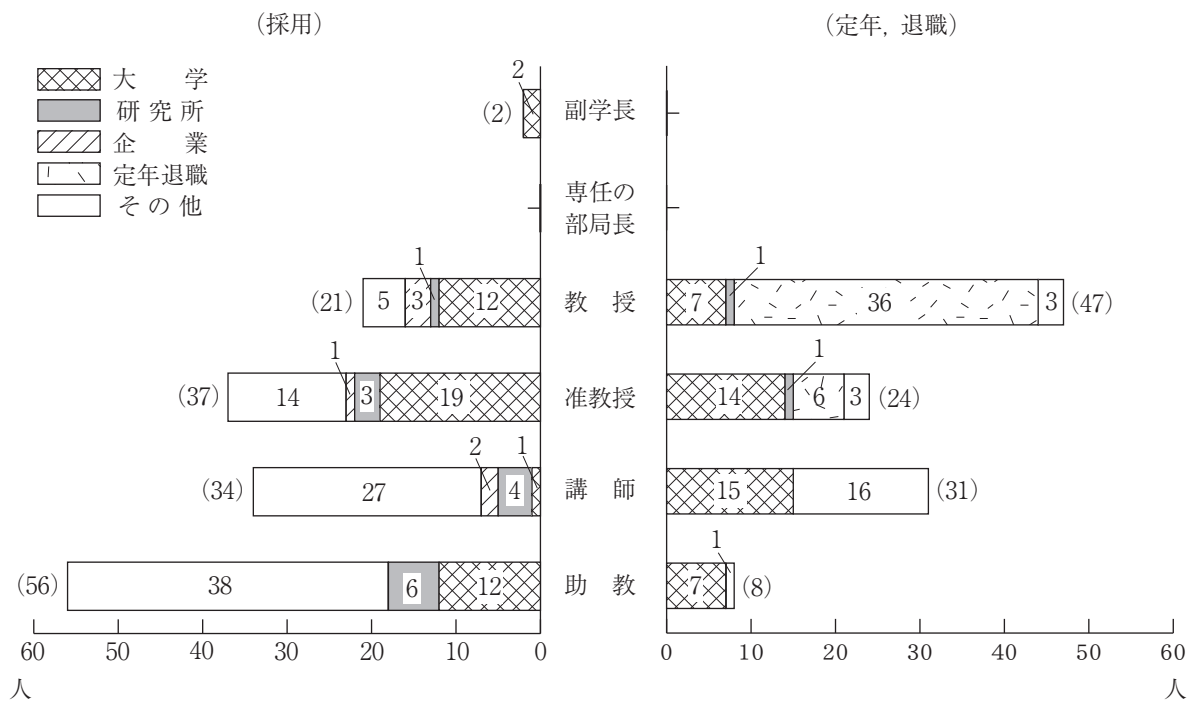 (採用)
(定年, 退職)
大 学
研 究 所
企 業
定年退職
そ の 他
2
(2)
副学長
専任の
部局長
1
(21) 5 3 12
教 授
1
7 36 3 (47)
1
(37) 14 3 19
准教授
1
14 6 3 (24)
2 1
(34) 27 4
講 師
15 16 (31)
(56) 38 6 12
助 教
1
7 (8)
60 50 40 30 20 10 0
人
0 10 20 30 40 50 60
人